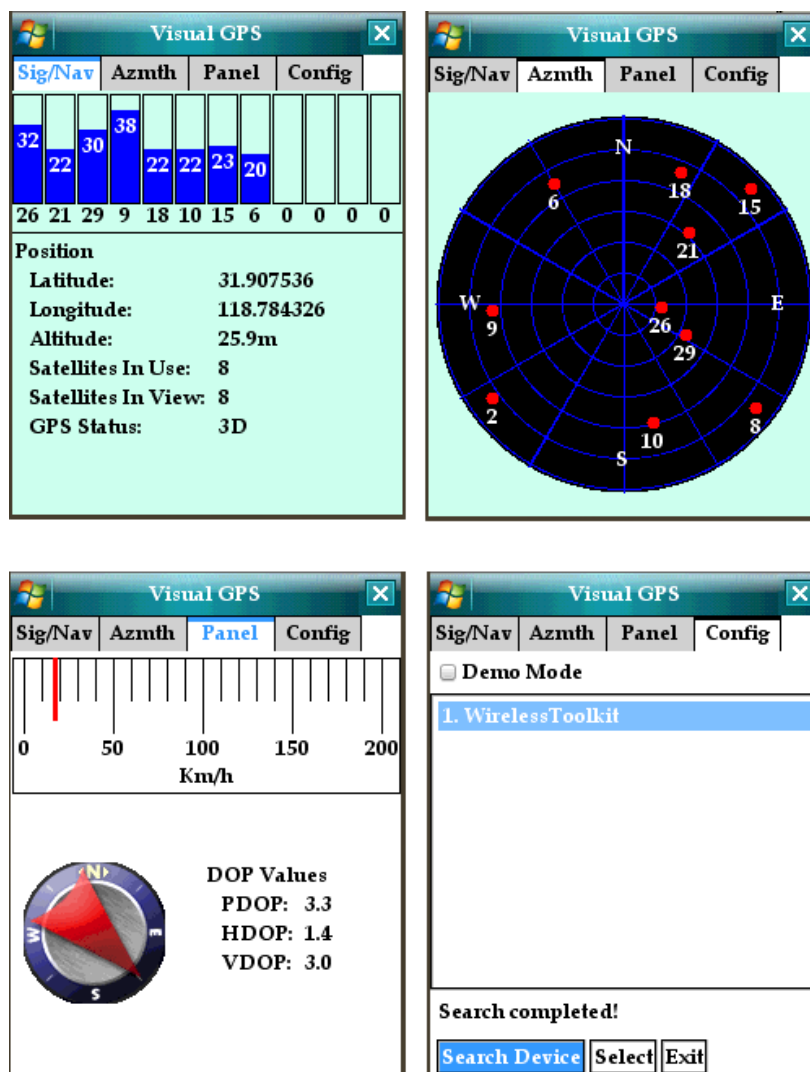 Visual GPS
Sig/Nav Azmth Panel Config
32 22 30 38 22 22 23 20
26 21 29 9 18 10 15 6 0 0 0 0
Position
Latitude: 31.907536
Longitude: 118.784326
Altitude: 25.9m
Satellites In Use: 8
Satellites In View: 8
GPS Status: 3D
Visual GPS
Sig/Nav Azmth Panel Config
N
6 18 15
21
W E
9 26
29
2 8
10
S
Visual GPS
Sig/Nav Azmth Panel Config
0 50 100 150 200
Km/h
N
W E
S
DOP Values
PDOP: 3.3
HDOP: 1.4
VDOP: 3.0
Visual GPS
Sig/Nav Azmth Panel Config
Demo Mode
1. WirelessToolkit
Search completed!
Search Device Select Exit